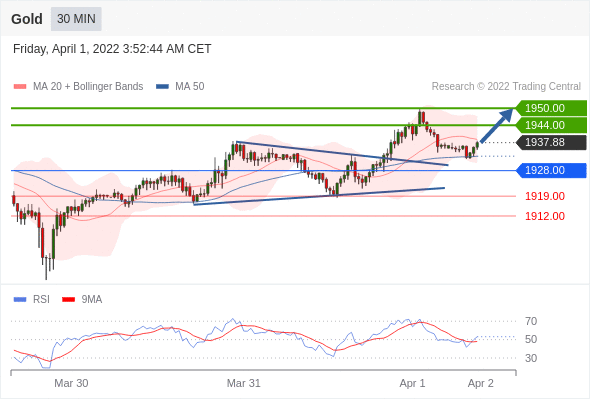 Gold 30 MIN
Friday, April 1, 2022 3:52:44 AM CET
MA 20 + Bollinger Bands MA 50 Research © 2022 Trading Central
1950.00
1944.00
1937.88
1928.00
1919.00
1912.00
RSI 9MA
70
50
30
Mar 30 Mar 31 Apr 1 Apr 2